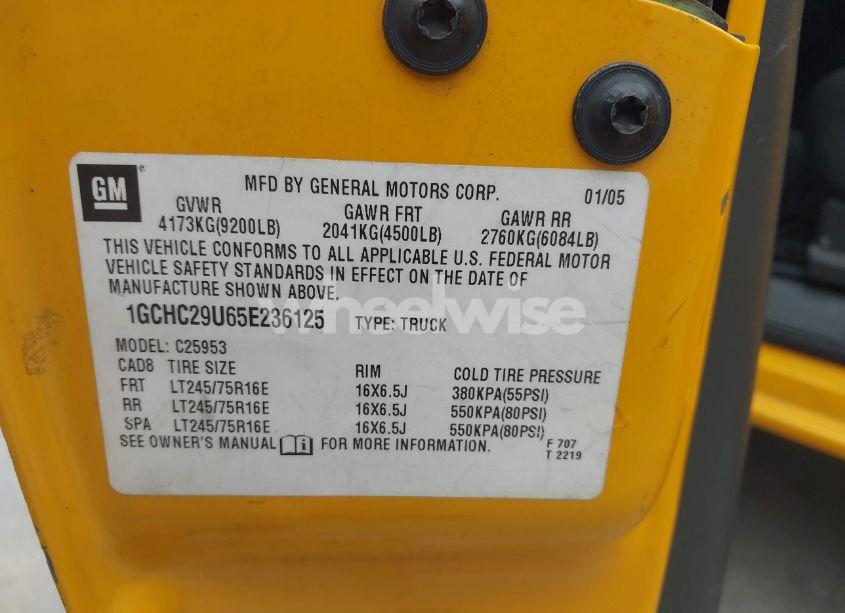 GM
MFD BY GENERAL MOTORS CORP. 01/05
GVWR GAWR FRT GAWR RR
4173KG(9200LB) 2041KG(4500LB) 2760KG(6084LB)
THIS VEHICLE CONFORMS TO ALL APPLICABLE U.S. FEDERAL MOTOR
VEHICLE SAFETY STANDARDS IN EFFECT ON THE DATE OF
MANUFACTURE SHOWN ABOVE.
wheelwise
1GCHC29U65E236125 TYPE: TRUCK
MODEL: C25953
CAD8 TIRE SIZE RIM COLD TIRE PRESSURE
FRT LT245/75R16E 16X6.5J 380KPA(55PSI)
RR LT245/75R16E 16X6.5J 550KPA(80PSI)
SPA LT245/75R16E 16X6.5J 550KPA(80PSI)
SEE OWNER'S MANUAL i FOR MORE INFORMATION. F 707
T 2219